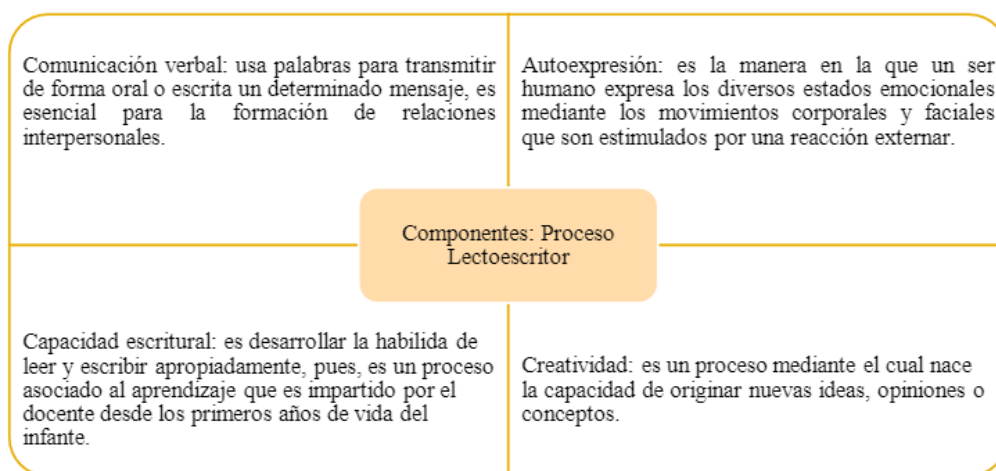 Comunicación verbal: usa palabras para transmitir
de forma oral o escrita un determinado mensaje, es
esencial para la formación de relaciones
interpersonales.
Autoexpresión: es la manera en la que un ser
humano expresa los diversos estados emocionales
mediante los movimientos corporales y faciales
que son estimulados por una reacción externar.
Componentes: Proceso
Lectoescritor
Capacidad escritural: es desarrollar la habilida de
leer y escribir apropiadamente, pues, es un proceso
asociado al aprendizaje que es impartido por el
docente desde los primeros años de vida del
infante.
Creatividad: es un proceso mediante el cual nace
la capacidad de originar nuevas ideas, opiniones o
conceptos.